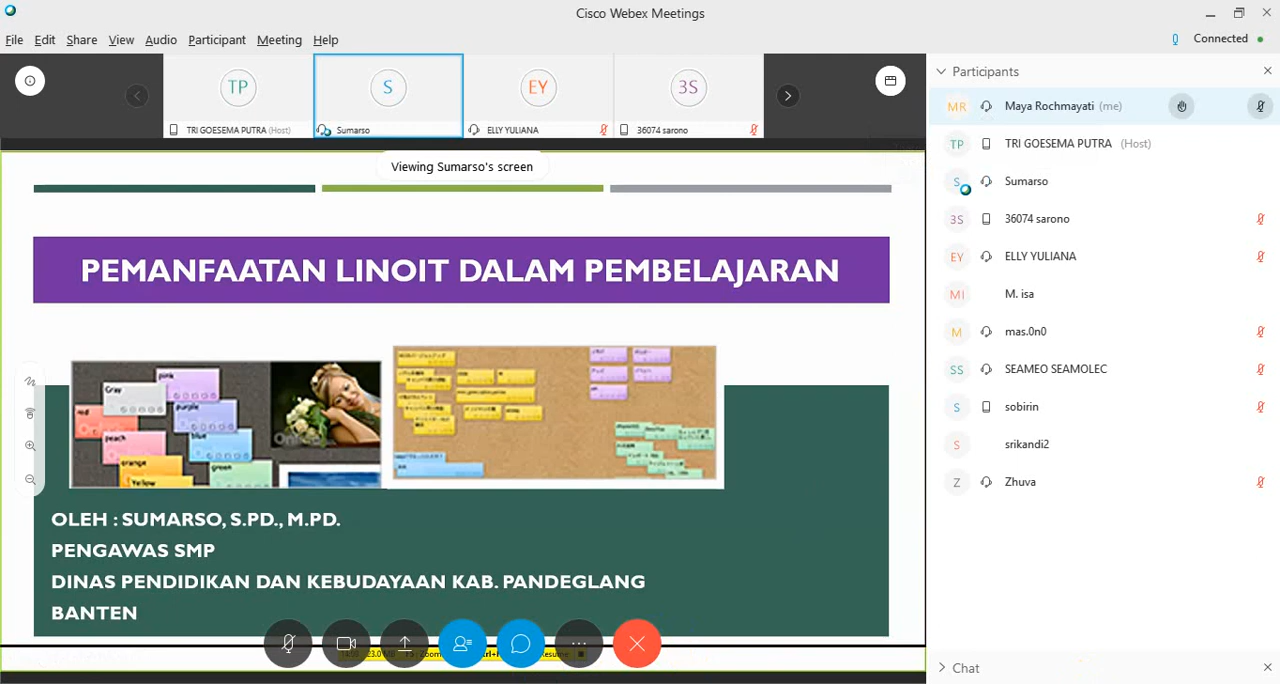 Cisco Webex Meetings
File Edit Share View Audio Participant Meeting Help
Connected
TP
S
EY
3S
TRI GOESEMA PUTRA (Host)
Sumarso
ELLY YULIANA
36074 sarono
Viewing Sumarso's screen
PEMANFAATAN LINOIT DALAM PEMBELAJARAN
Gray
pink
red
purple
peach
blue
orange
green
Yellow
OLEH : SUMARSO, S.PD., M.PD.
PENGAWAS SMP
DINAS PENDIDIKAN DAN KEBUDAYAAN KAB. PANDEGLANG
BANTEN
Participants
MR Maya Rochmayati (me)
TP TRI GOESEMA PUTRA (Host)
S Sumarso
3S 36074 sarono
EY ELLY YULIANA
MI M. isa
M mas.0n0
SS SEAMEO SEAMOLEC
S sobirin
S srikandi2
Z Zhuva
Chat